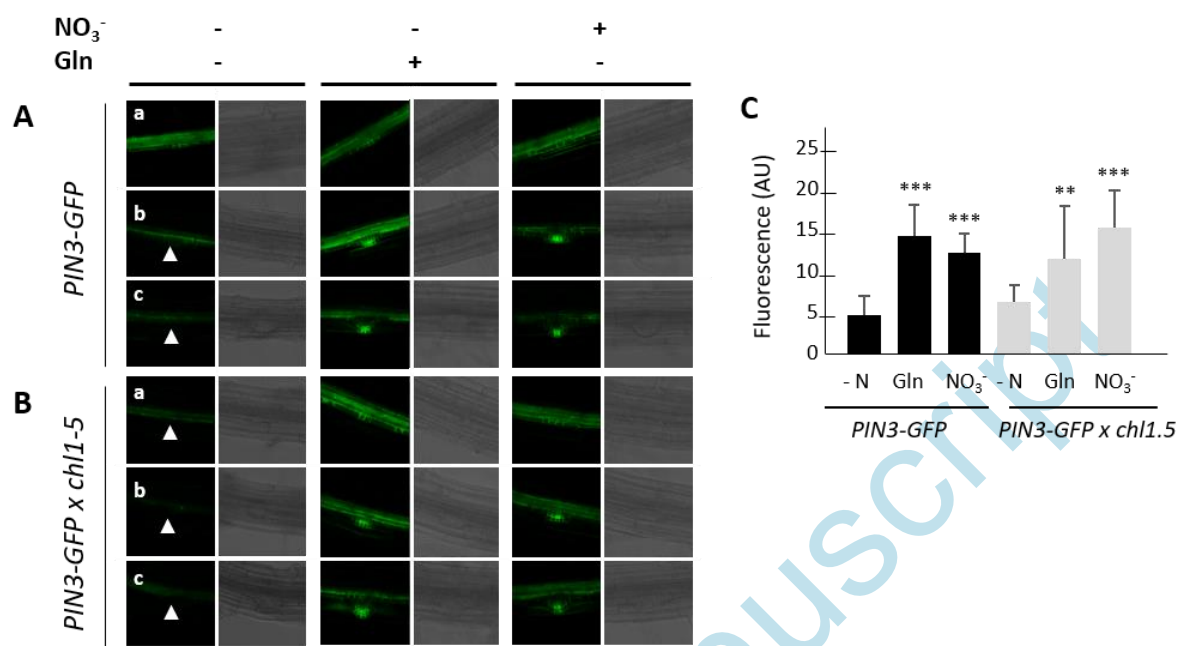 NO₃⁻ - - +
Gln - + -
A
PIN3-GFP
a
b
c
B
PIN3-GFP x chl1-5
a
b
c
C
Fluorescence (AU)
25
20
15
10
5
0
*** *** ** ***
- N Gln NO₃⁻ - N Gln NO₃⁻
PIN3-GFP PIN3-GFP x chl1.5
uscript